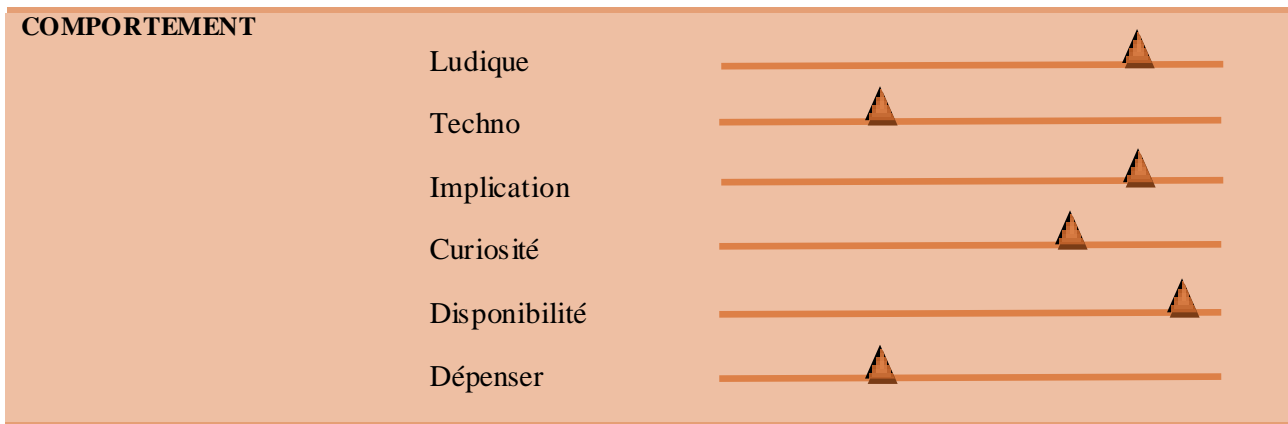 COMPORTEMENT
Ludique
Techno
Implication
Curiosité
Disponibilité
Dépenser